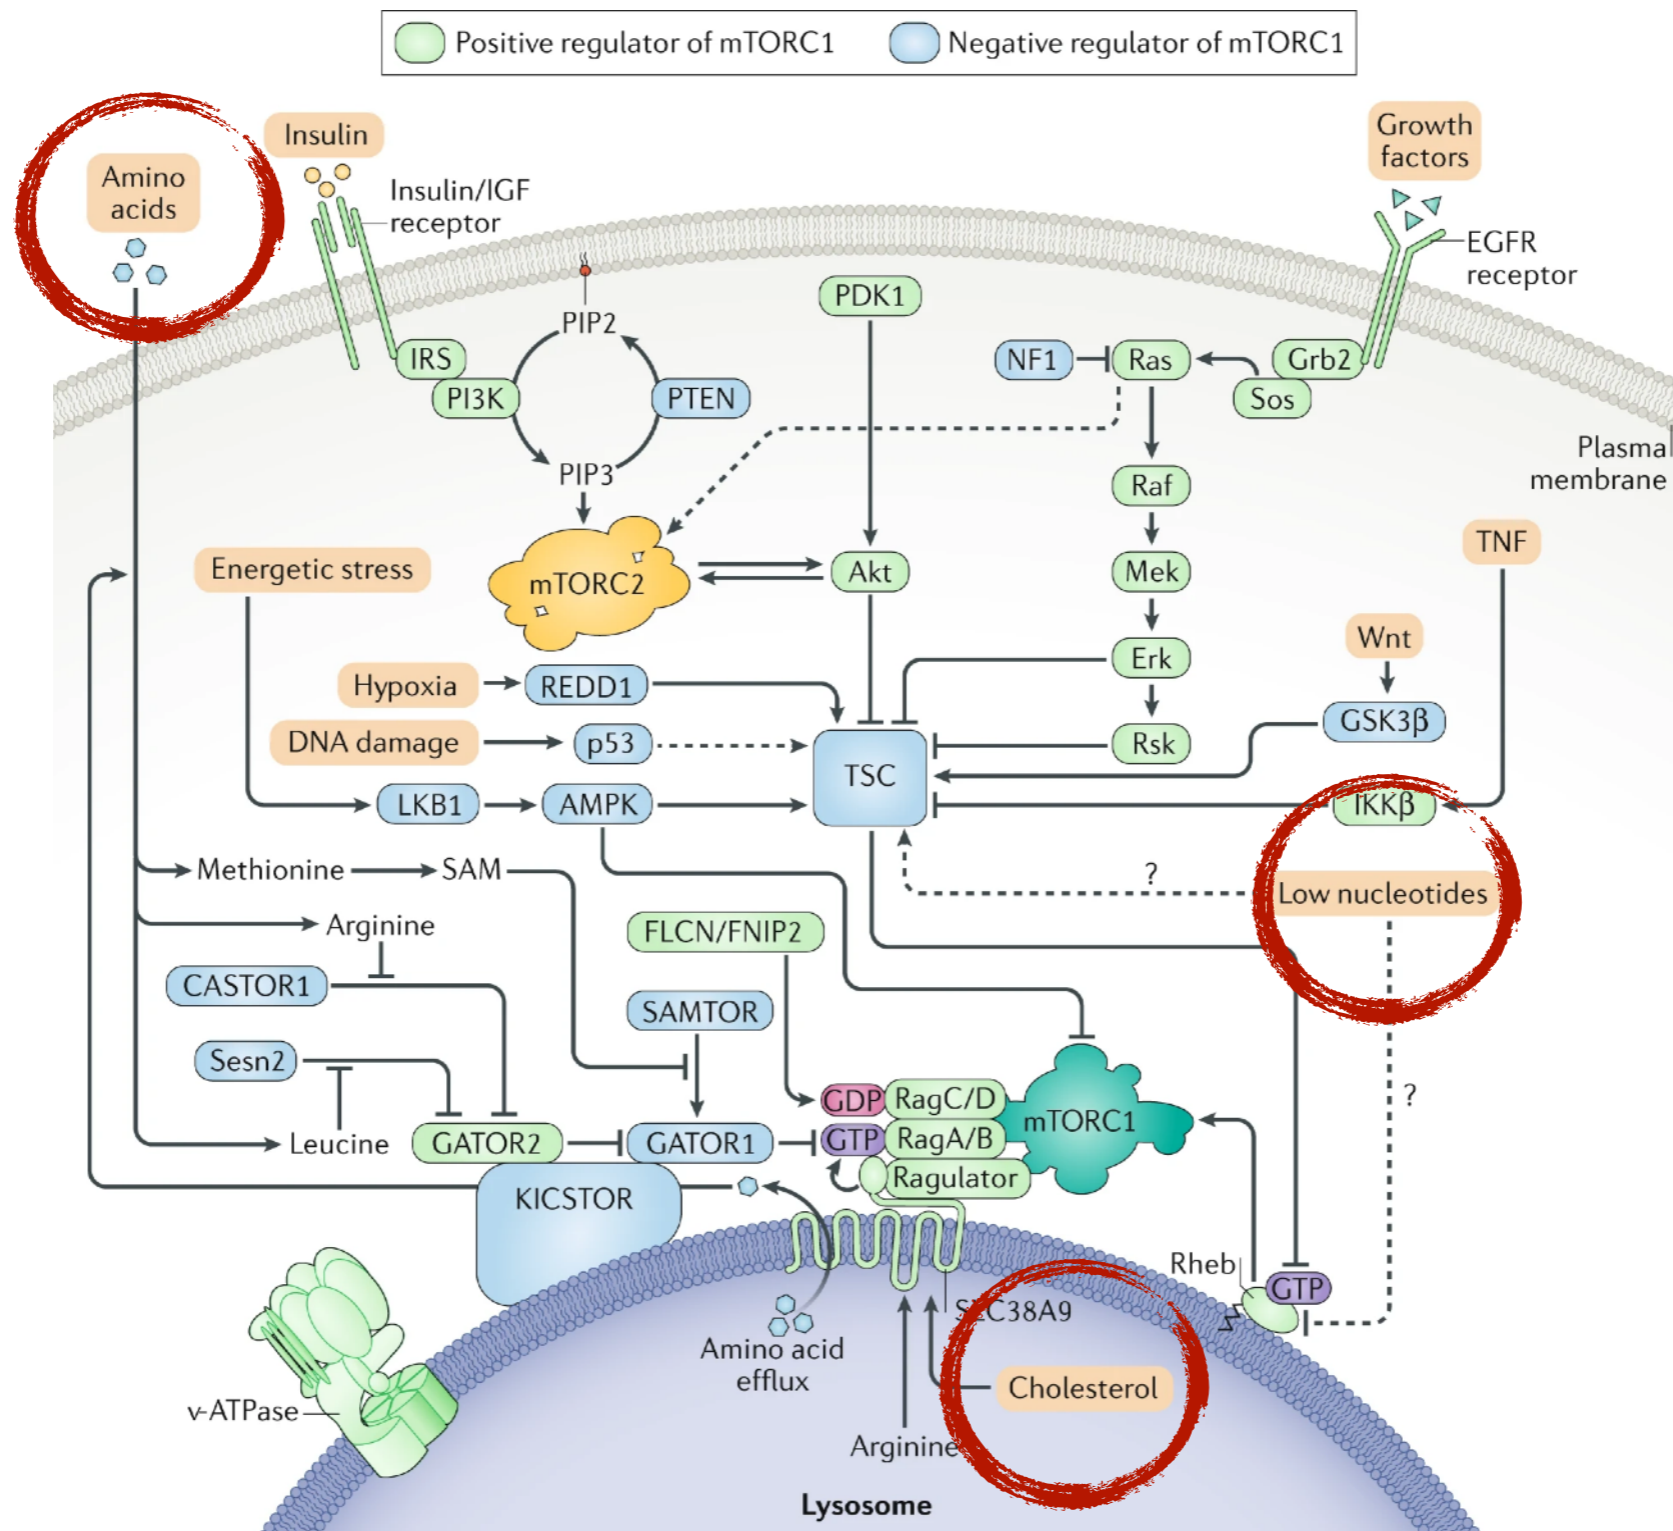 Positive regulator of mTORC1
Negative regulator of mTORC1
Amino
acids
Insulin
Insulin/IGF
receptor
Growth
factors
EGFR
receptor
PDK1
PIP2
IRS
PI3K
PTEN
NF1
Ras
Grb2
Sos
Plasmal
membrane
PIP3
Raf
TNF
Energetic stress
mTORC2
Akt
Mek
Wnt
Hypoxia
REDD1
Erk
GSK3β
DNA damage
p53
TSC
Rsk
LKB1
AMPK
IKKβ
Methionine
SAM
?
Low nucleotides
Arginine
FLCN/FNIP2
CASTOR1
SAMTOR
Sesn2
GDP
RagC/D
mTORC1
?
Leucine
GATOR2
GATOR1
GTP
RagA/B
Ragulator
KICSTOR
Rheb
GTP
SLC38A9
Amino acid
efflux
Cholesterol
v-ATPase
Arginine
Lysosome